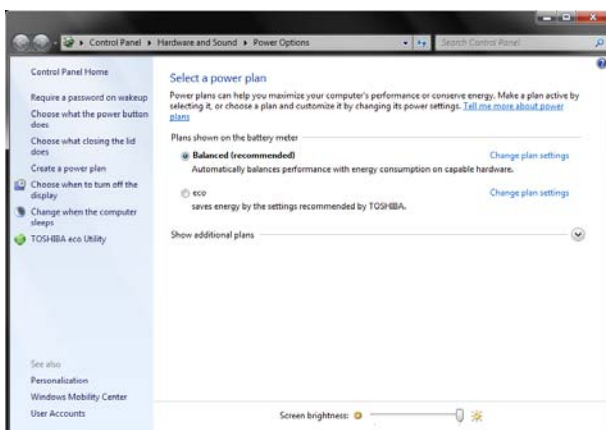 Control Panel ▸ Hardware and Sound ▸ Power Options
Search Control Panel
Control Panel Home
Require a password on wakeup
Choose what the power button
does
Choose what closing the lid
does
Create a power plan
Choose when to turn off the
display
Change when the computer
sleeps
TOSHIBA eco Utility
See also
Personalization
Windows Mobility Center
User Accounts
Select a power plan
Power plans can help you maximize your computer's performance or conserve energy. Make a plan active by
selecting it, or choose a plan and customize it by changing its power settings. Tell me more about power
plans
Plans shown on the battery meter
Balanced (recommended) Change plan settings
Automatically balances performance with energy consumption on capable hardware.
eco Change plan settings
saves energy by the settings recommended by TOSHIBA.
Show additional plans
Screen brightness: